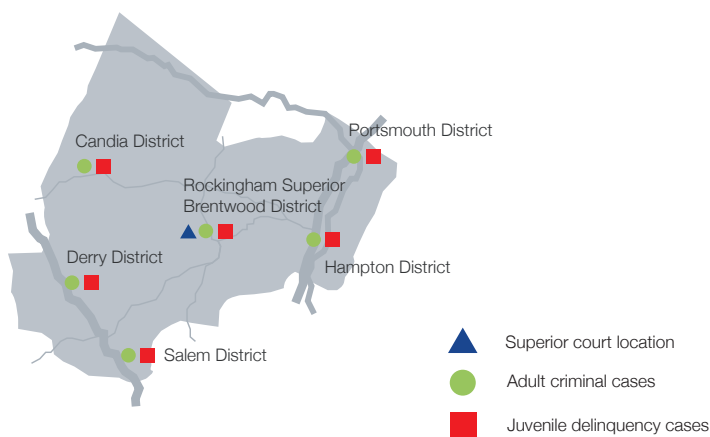 Portsmouth District
Candia District
Rockingham Superior
Brentwood District
Derry District
Hampton District
Salem District
Superior court location
Adult criminal cases
Juvenile delinquency cases